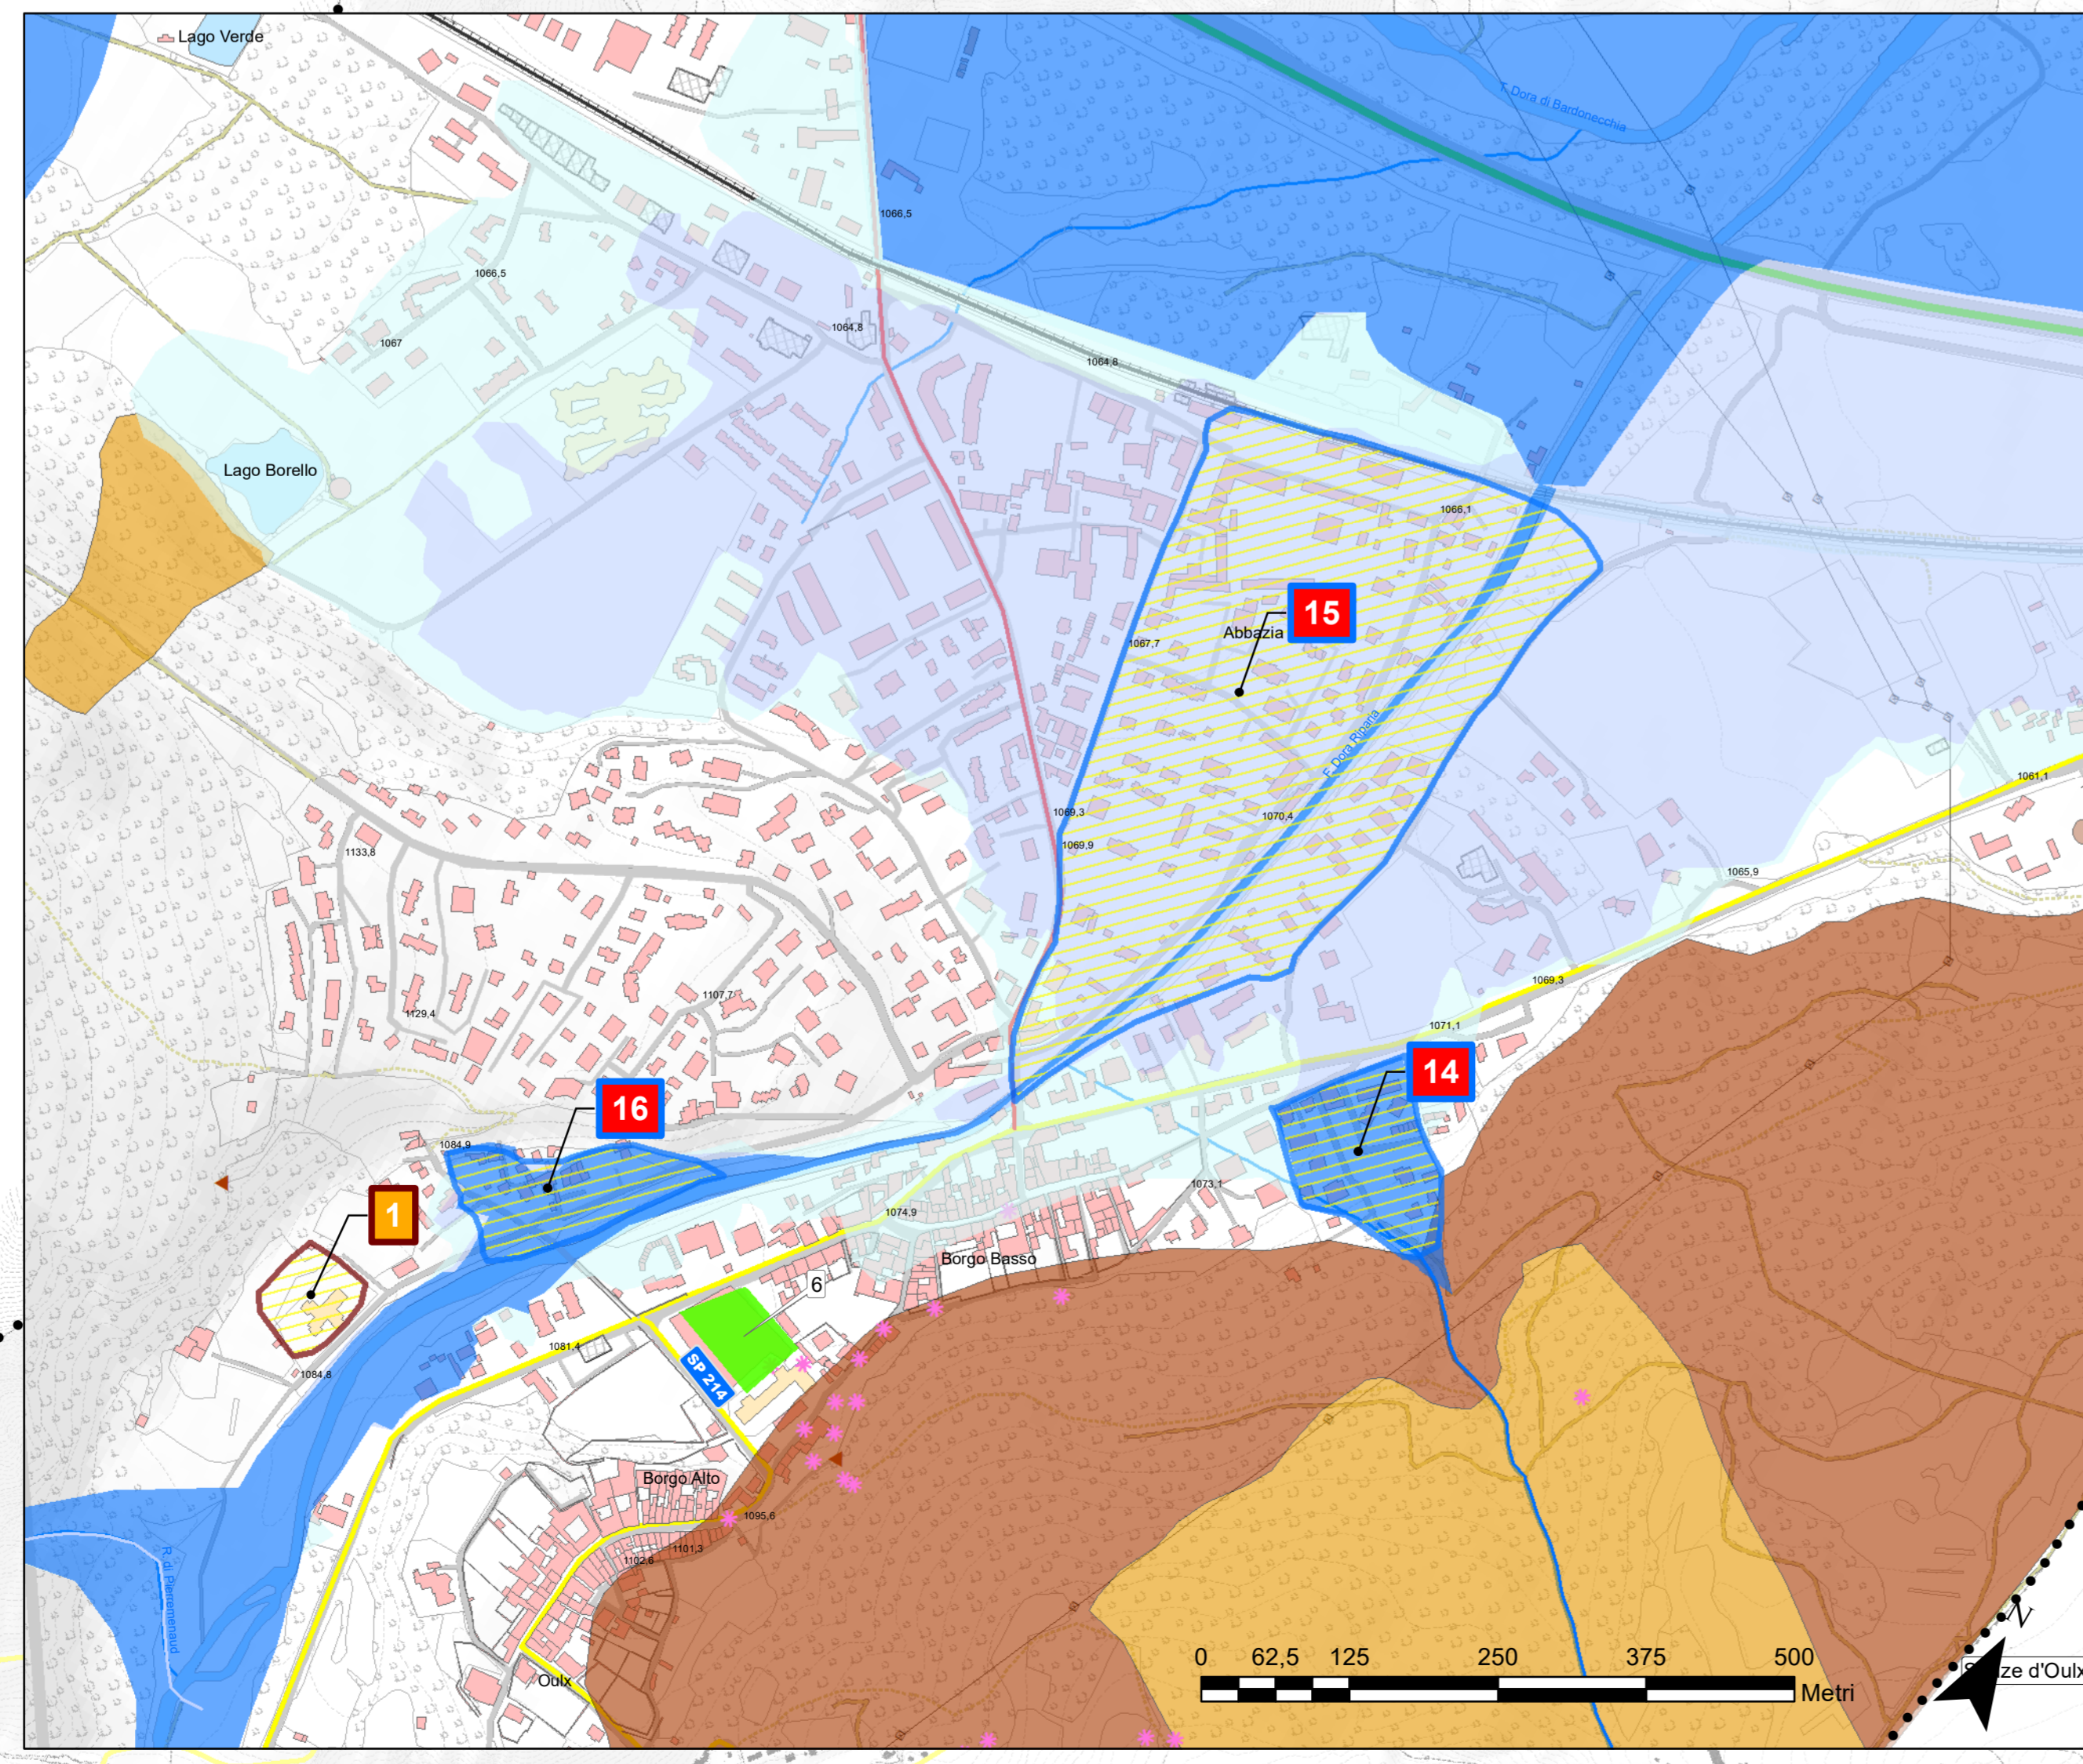 Lago Verde
T. Dora di Bardonecchia
1066,5
1066,5
1064,8
1067
1064,8
Lago Borello
1066,1
15
Abbazia
1067,7
F. Dora Riparia
1061,1
1069,3
1070,4
1069,9
1133,8
1065,9
1069,3
1107,7
1129,4
1071,1
14
16
1084,9
1073,1
1
1074,9
Borgo Basso
6
1081,4
1084,8
SP 214
Borgo Alto
1095,6
1101,3
1102,6
R. di Pierremenaud
N
0 62,5 125 250 375 500
Metri
Oulx
ze d'Oulx